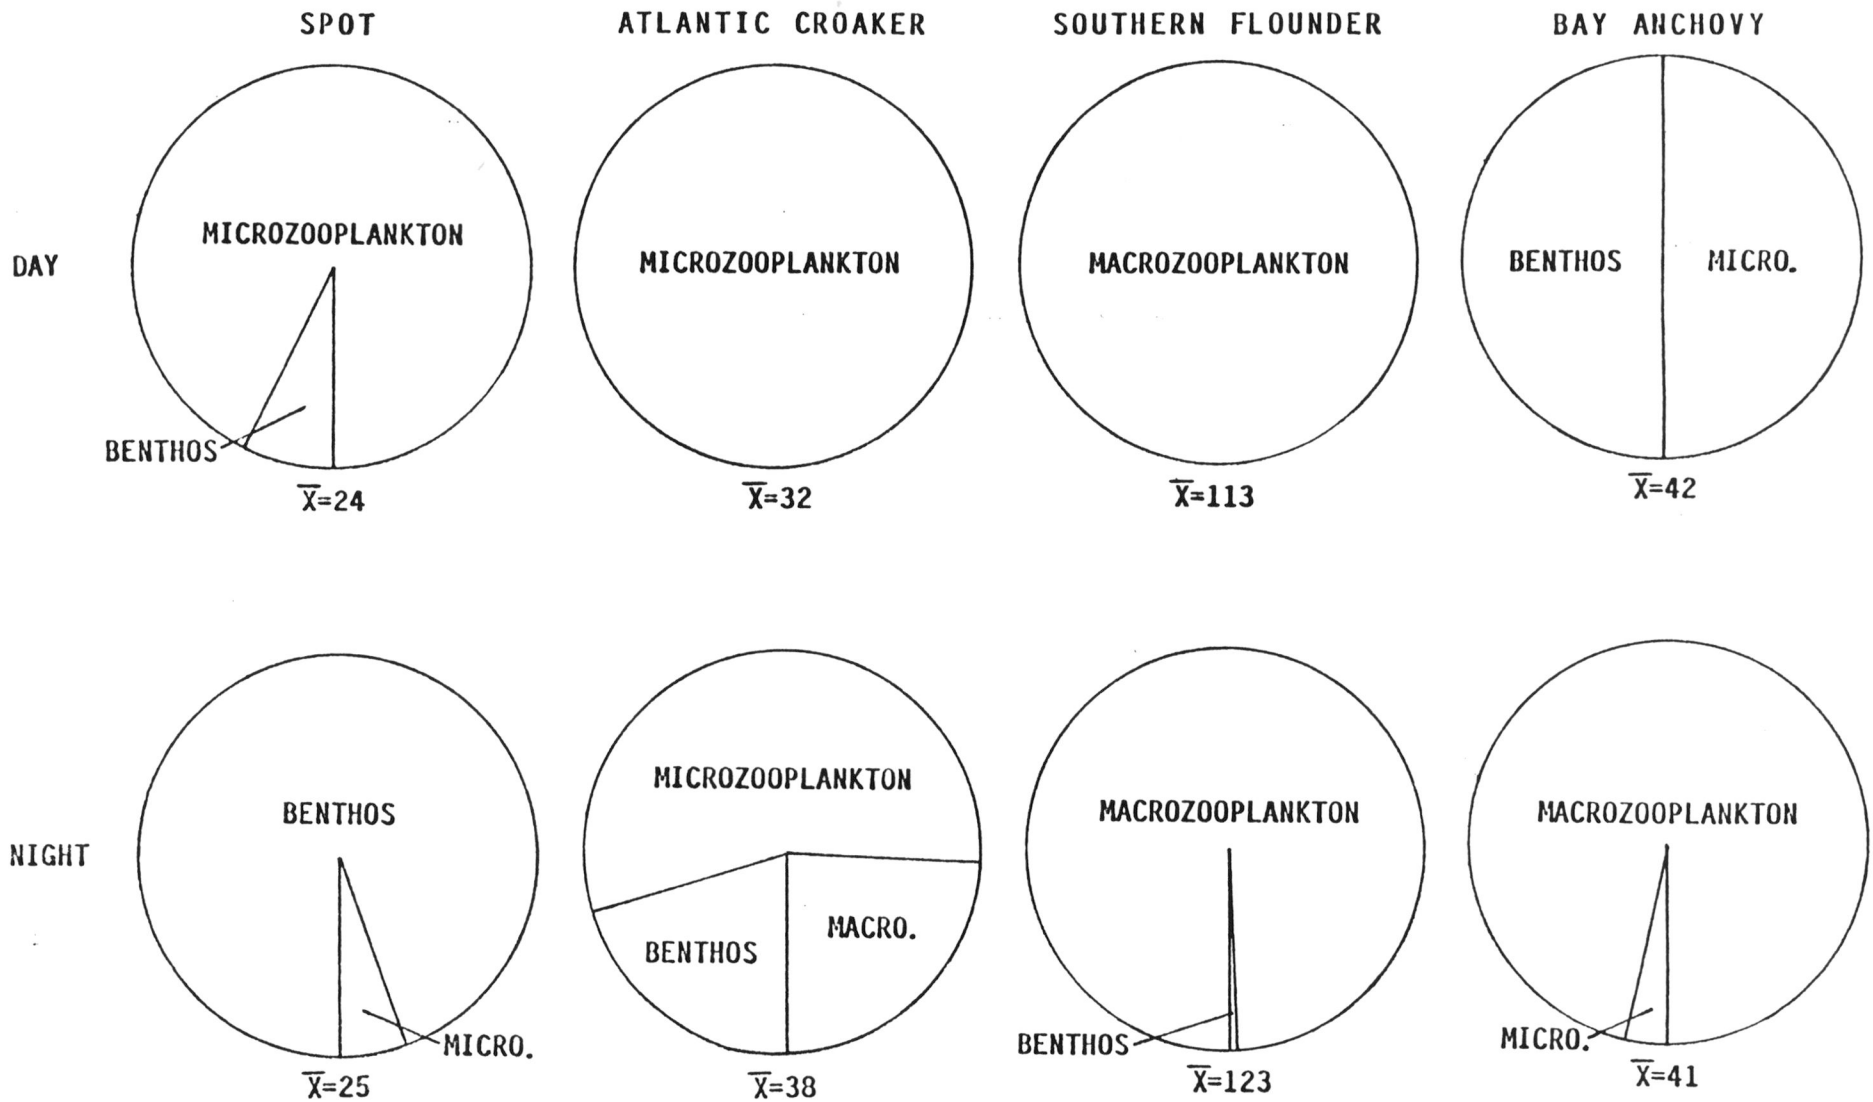 SPOT ATLANTIC CROAKER SOUTHERN FLOUNDER BAY ANCHOVY
DAY
MICROZOOPLANKTON
BENTHOS
X̅=24
MICROZOOPLANKTON
X̅=32
MACROZOOPLANKTON
X̅=113
BENTHOS MICRO.
X̅=42
NIGHT
BENTHOS
MICRO.
X̅=25
MICROZOOPLANKTON
BENTHOS MACRO.
X̅=38
MACROZOOPLANKTON
BENTHOS
X̅=123
MACROZOOPLANKTON
MICRO.
X̅=41